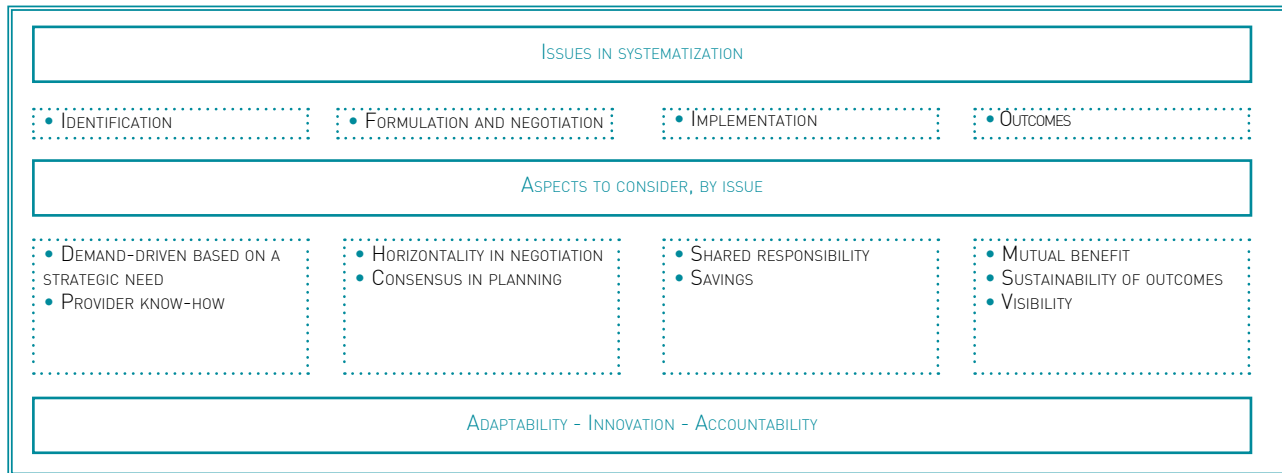 Issues in systematization
• Identification
• Formulation and negotiation
• Implementation
• Outcomes
Aspects to consider, by issue
• Demand-driven based on a
strategic need
• Provider know-how
• Horizontality in negotiation
• Consensus in planning
• Shared responsibility
• Savings
• Mutual benefit
• Sustainability of outcomes
• Visibility
Adaptability - Innovation - Accountability